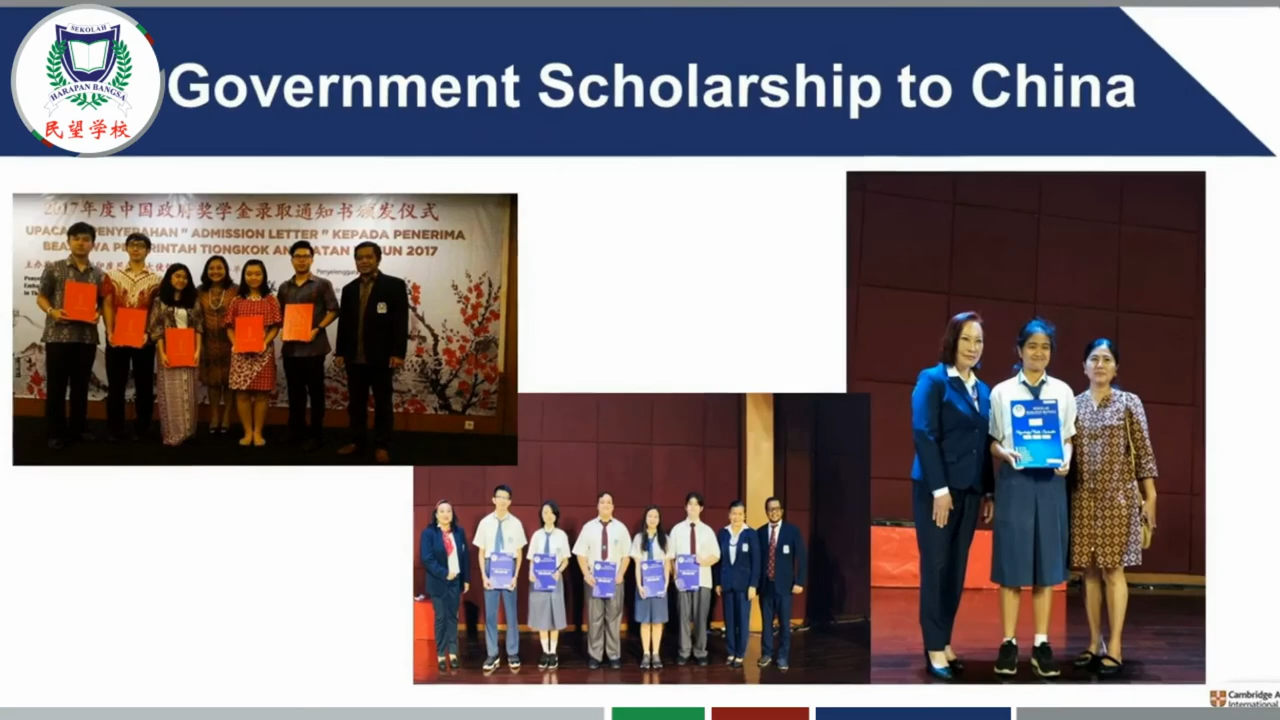 SEKOLAH
HARAPAN BANGSA
民望学校
Government Scholarship to China
2017年度中国政府奖学金录取通知书颁发仪式
UPACARA PENYERAHAN " ADMISSION LETTER " KEPADA PENERIMA
BEASISWA PEMERINTAH TIONGKOK ANGKATAN TAHUN 2017
Cambridge A
International